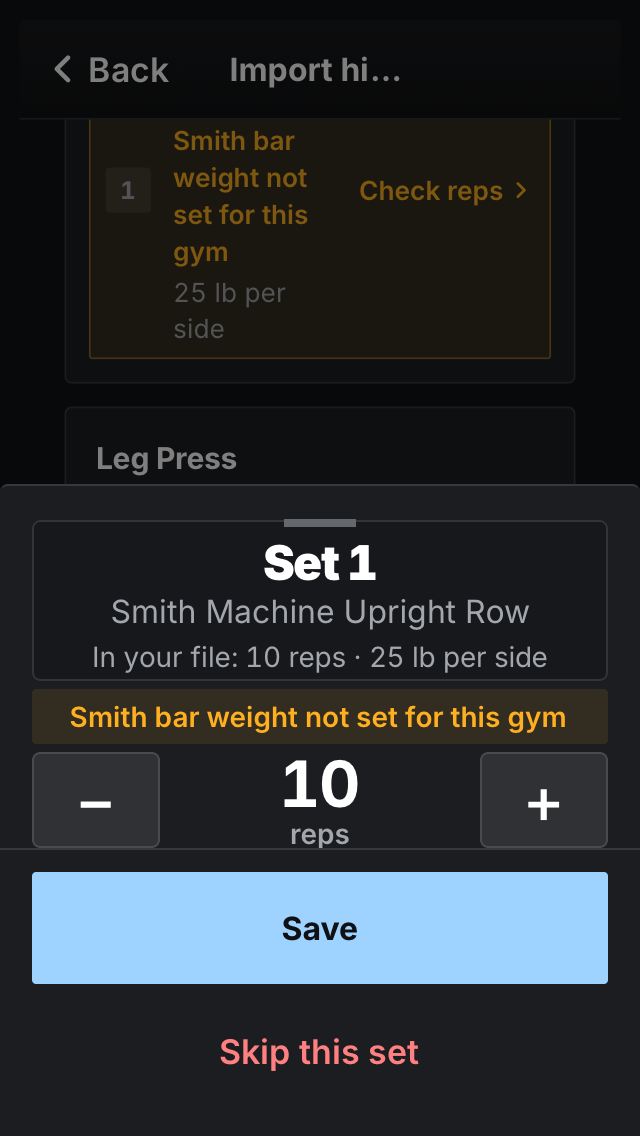 Back
Import hi...
1
Smith bar
weight not
set for this
gym
25 lb per
side
Check reps
Leg Press
Set 1
Smith Machine Upright Row
In your file: 10 reps · 25 lb per side
Smith bar weight not set for this gym
−
10
+
reps
Save
Skip this set